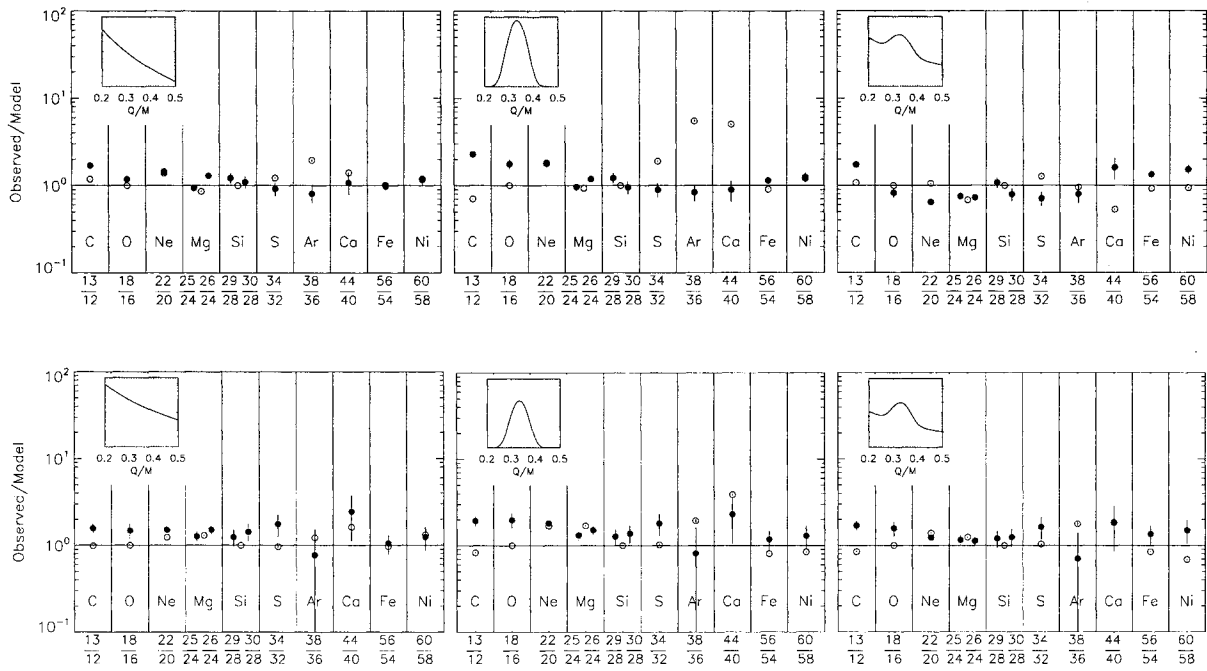 Observed/Model
10²
10¹
10⁰
10⁻¹
0.2 0.3 0.4 0.5
Q/M
C O Ne Mg Si S Ar Ca Fe Ni
13 18 22 25 26 29 30 34 38 44 56 60
12 16 20 24 24 28 28 32 36 40 54 58
0.2 0.3 0.4 0.5
Q/M
C O Ne Mg Si S Ar Ca Fe Ni
13 18 22 25 26 29 30 34 38 44 56 60
12 16 20 24 24 28 28 32 36 40 54 58
0.2 0.3 0.4 0.5
Q/M
C O Ne Mg Si S Ar Ca Fe Ni
13 18 22 25 26 29 30 34 38 44 56 60
12 16 20 24 24 28 28 32 36 40 54 58
Observec/Model
10²
10¹
10⁰
10⁻¹
0.2 0.3 0.4 0.5
Q/M
C O Ne Mg Si S Ar Ca Fe Ni
13 18 22 25 26 29 30 34 38 44 56 60
12 16 20 24 24 28 28 32 36 40 54 58
0.2 0.3 0.4 0.5
Q/M
C O Ne Mg Si S Ar Ca Fe Ni
13 18 22 25 26 29 30 34 38 44 56 60
12 16 20 24 24 28 28 32 36 40 54 58
0.2 0.3 0.4 0.5
Q/M
C O Ne Mg Si S Ar Ca Fe Ni
13 18 22 25 26 29 30 34 38 44 56 60
12 16 20 24 24 28 28 32 36 40 54 58